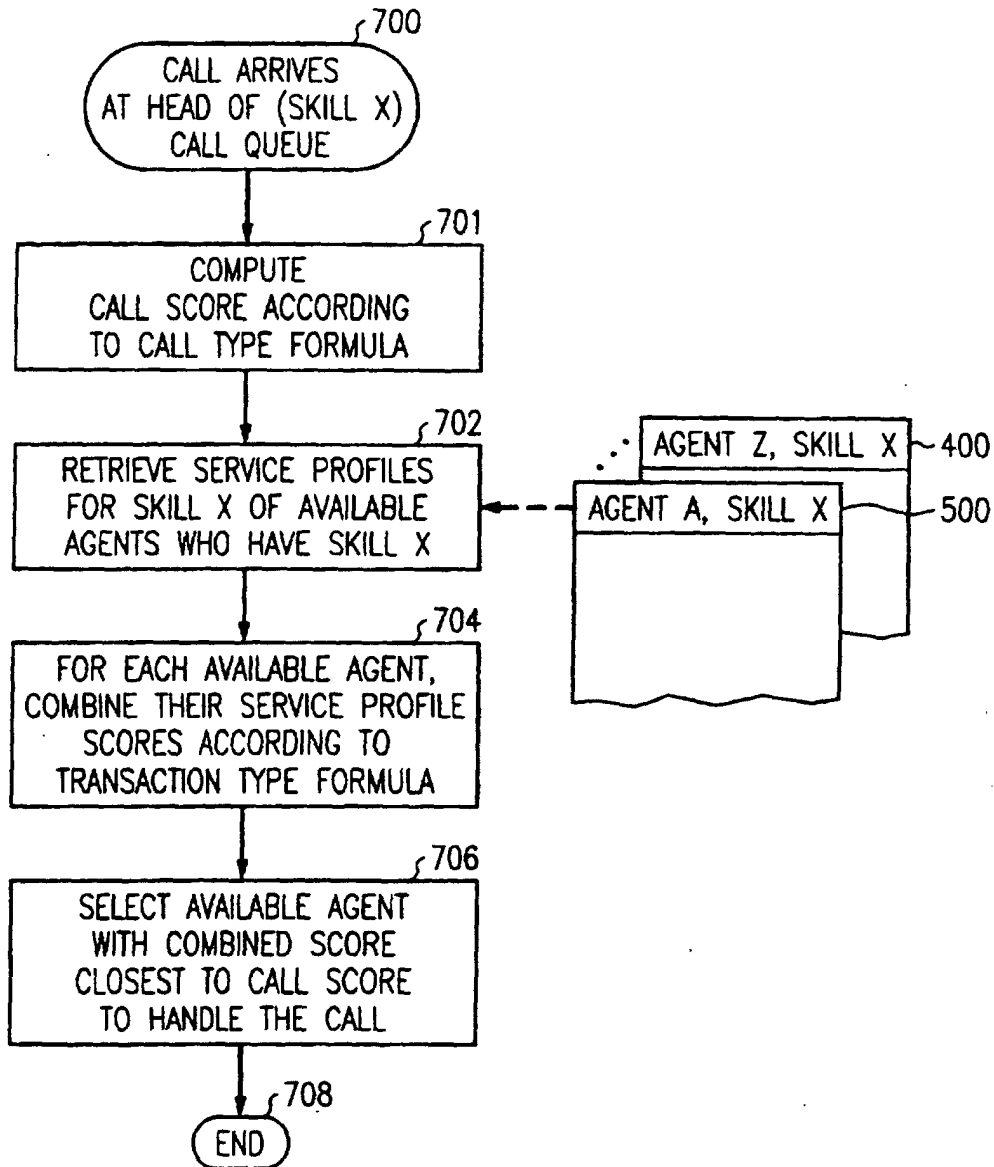 700
CALL ARRIVES
AT HEAD OF (SKILL X)
CALL QUEUE
701
COMPUTE
CALL SCORE ACCORDING
TO CALL TYPE FORMULA
702
RETRIEVE SERVICE PROFILES
FOR SKILL X OF AVAILABLE
AGENTS WHO HAVE SKILL X
AGENT Z, SKILL X
400
AGENT A, SKILL X
500
704
FOR EACH AVAILABLE AGENT,
COMBINE THEIR SERVICE PROFILE
SCORES ACCORDING TO
TRANSACTION TYPE FORMULA
706
SELECT AVAILABLE AGENT
WITH COMBINED SCORE
CLOSEST TO CALL SCORE
TO HANDLE THE CALL
708
END